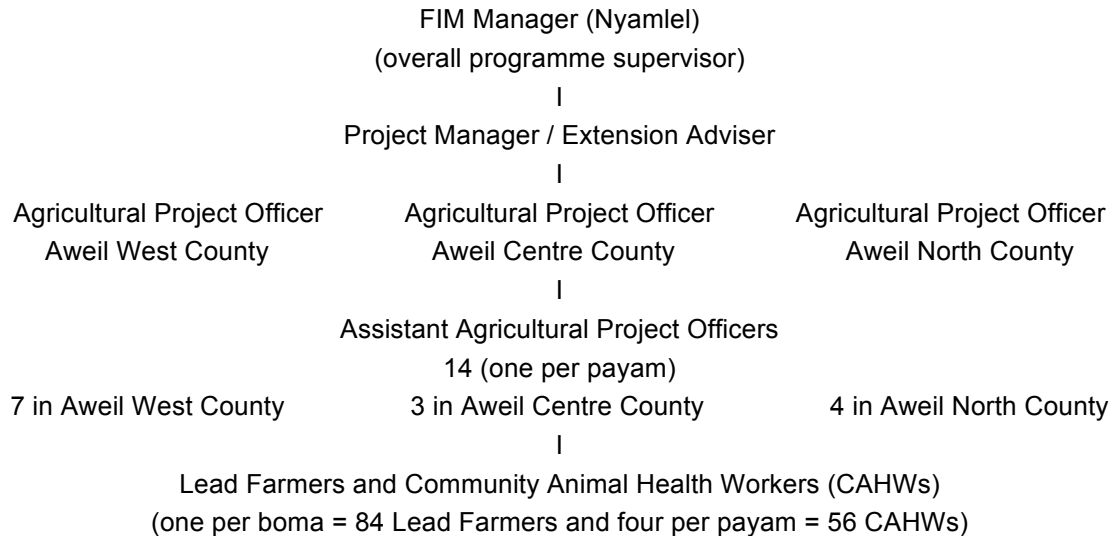 FIM Manager (Nyamlel)
(overall programme supervisor)
I
Project Manager / Extension Adviser
I
Agricultural Project Officer Agricultural Project Officer Agricultural Project Officer
Aweil West County Aweil Centre County Aweil North County
I
Assistant Agricultural Project Officers
14 (one per payam)
7 in Aweil West County 3 in Aweil Centre County 4 in Aweil North County
I
Lead Farmers and Community Animal Health Workers (CAHWs)
(one per boma = 84 Lead Farmers and four per payam = 56 CAHWs)